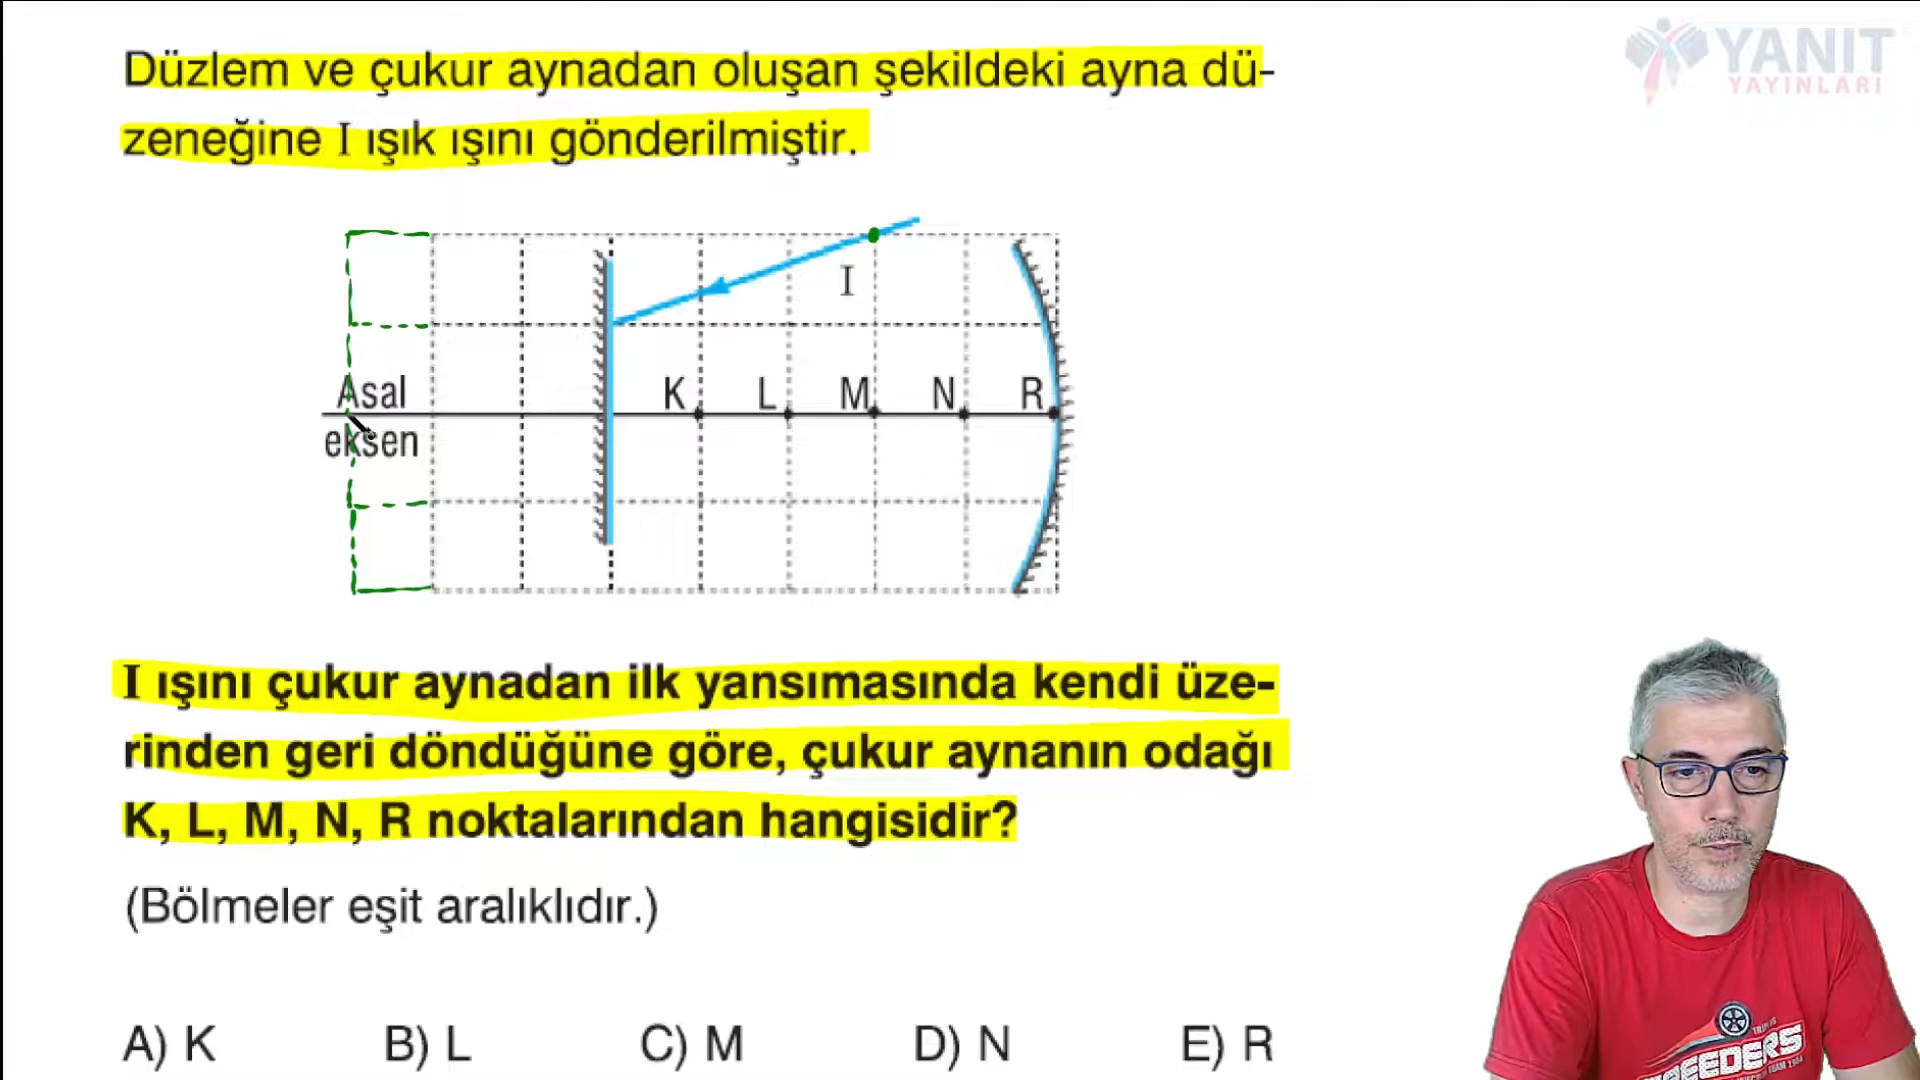 YANIT
YAYINLARI
Düzlem ve çukur aynadan oluşan şekildeki ayna dü-
zeneğine I ışık ışını gönderilmiştir.
I
Asal
K L M N R
eksen
I ışını çukur aynadan ilk yansımasında kendi üze-
rinden geri döndüğüne göre, çukur aynanın odağı
K, L, M, N, R noktalarından hangisidir?
(Bölmeler eşit aralıklıdır.)
A) K B) L C) M D) N E) R